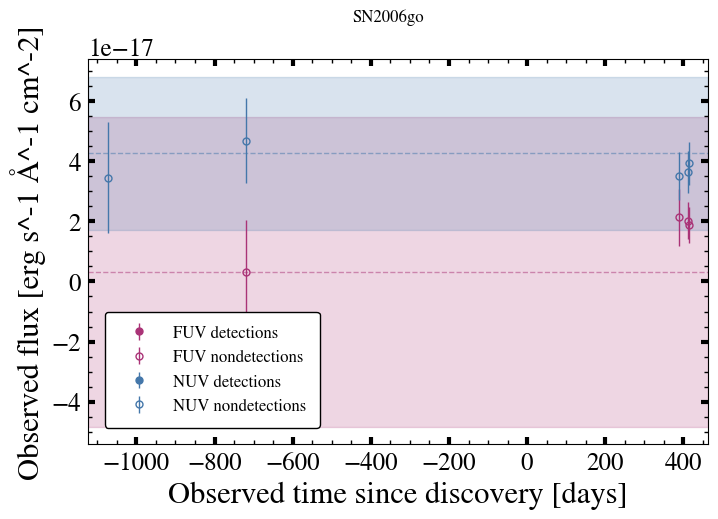 SN2006go
1e−17
6
4
2
0
−2
−4
Observed flux [erg s^-1 Å^-1 cm^-2]
FUV detections
FUV nondetections
NUV detections
NUV nondetections
−1000 −800 −600 −400 −200 0 200 400
Observed time since discovery [days]